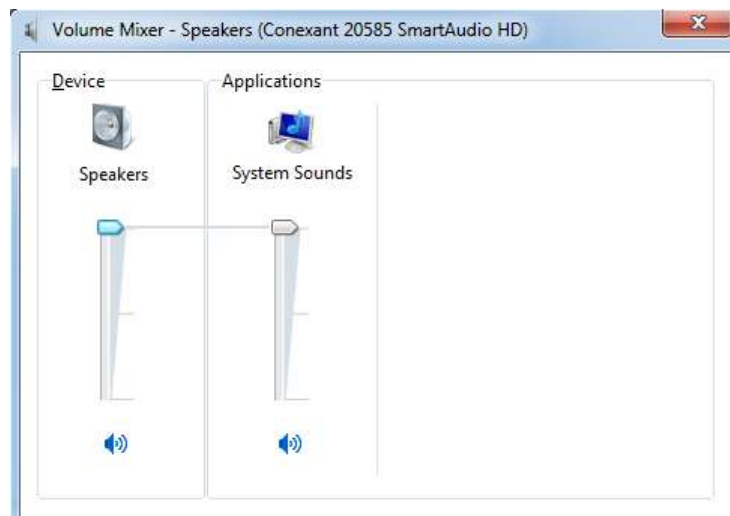 Volume Mixer - Speakers (Conexant 20585 SmartAudio HD)
Device
Applications
Speakers
System Sounds